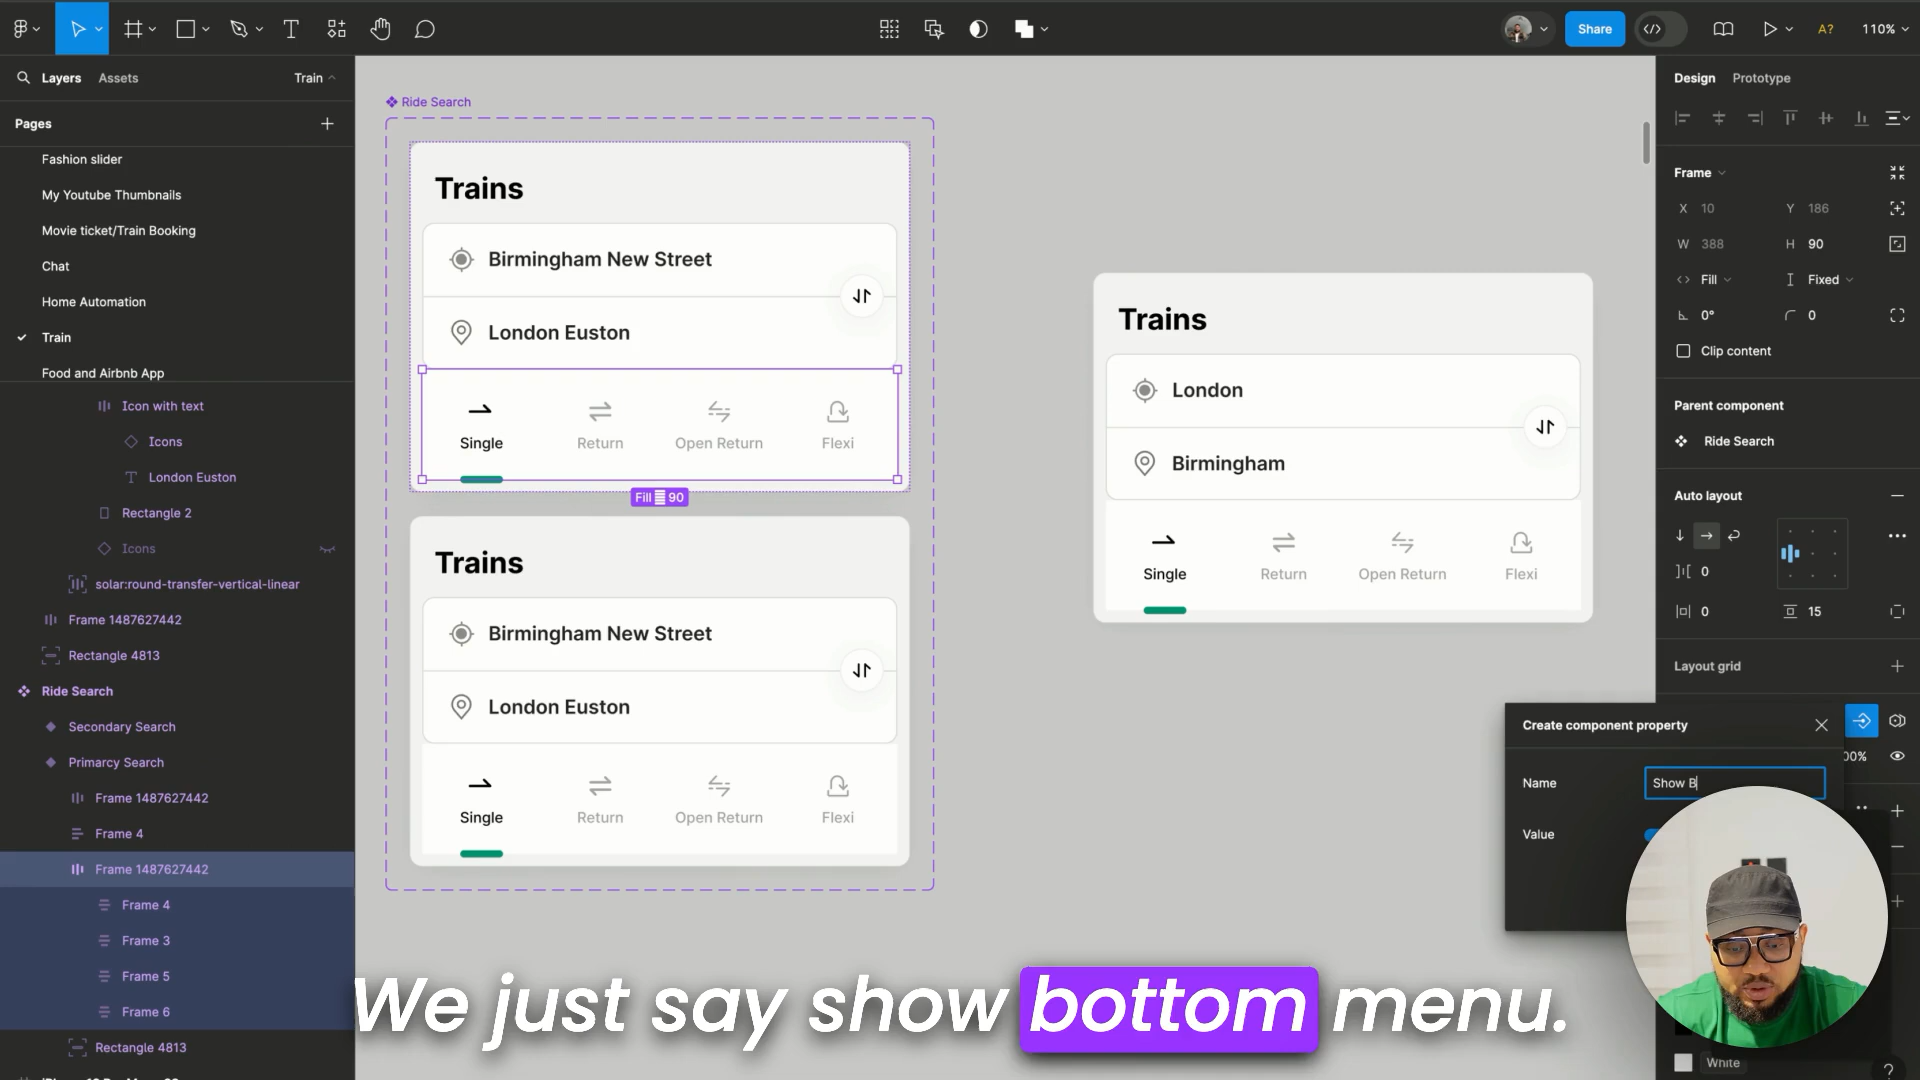 Share
A?
110%
Layers
Assets
Train
Pages
Fashion slider
My Youtube Thumbnails
Movie ticket/Train Booking
Chat
Home Automation
Train
Food and Airbnb App
Icon with text
Icons
London Euston
Rectangle 2
Icons
solar:round-transfer-vertical-linear
Frame 1487627442
Rectangle 4813
Ride Search
Secondary Search
Primarcy Search
Frame 1487627442
Frame 4
Frame 1487627442
Frame 4
Frame 3
Frame 5
Frame 6
Rectangle 4813
Ride Search
Trains
Birmingham New Street
London Euston
Single
Return
Open Return
Flexi
Fill 90
Trains
Birmingham New Street
London Euston
Single
Return
Open Return
Flexi
Trains
London
Birmingham
Single
Return
Open Return
Flexi
Design
Prototype
Frame
X 10
Y 186
W 388
H 90
Fill
Fixed
0°
0
Clip content
Parent component
Ride Search
Auto layout
0
0
15
Layout grid
Create component property
Name
Show B
Value
00%
White
?
We just say show bottom menu.